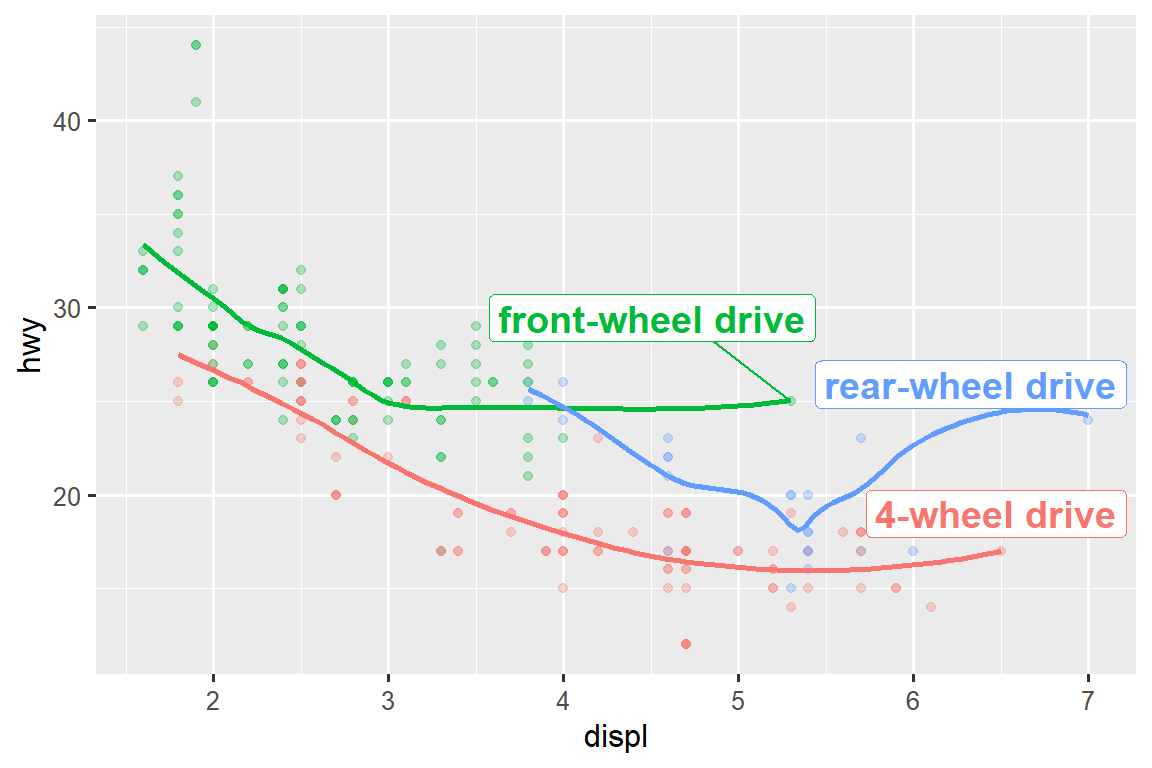 hwy
40
30
20
front-wheel drive
rear-wheel drive
4-wheel drive
2 3 4 5 6 7
displ